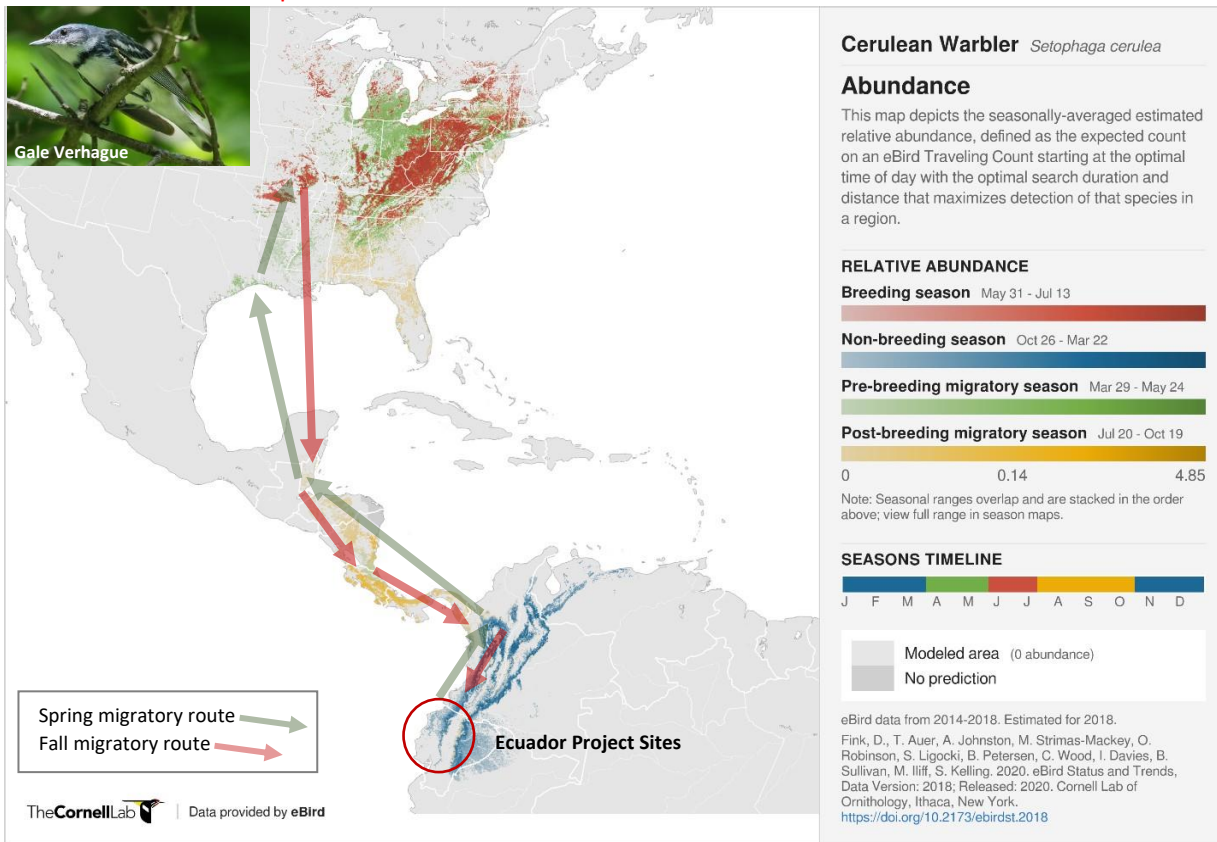 Gale Verhague
Ecuador Project Sites
Spring migratory route
Fall migratory route
TheCornellLab
Data provided by eBird
Cerulean Warbler Setophaga cerulea
Abundance
This map depicts the seasonally-averaged estimated
relative abundance, defined as the expected count
on an eBird Traveling Count starting at the optimal
time of day with the optimal search duration and
distance that maximizes detection of that species in
a region.
RELATIVE ABUNDANCE
Breeding season May 31 - Jul 13
Non-breeding season Oct 26 - Mar 22
Pre-breeding migratory season Mar 29 - May 24
Post-breeding migratory season Jul 20 - Oct 19
0 0.14 4.85
Note: Seasonal ranges overlap and are stacked in the order
above; view full range in season maps.
SEASONS TIMELINE
J F M A M J J A S O N D
Modeled area (0 abundance)
No prediction
eBird data from 2014-2018. Estimated for 2018.
Fink, D., T. Auer, A. Johnston, M. Strimas-Mackey, O.
Robinson, S. Ligocki, B. Petersen, C. Wood, I. Davies, B.
Sullivan, M. Iliff, S. Kelling. 2020. eBird Status and Trends,
Data Version: 2018; Released: 2020. Cornell Lab of
Ornithology, Ithaca, New York.
https://doi.org/10.2173/ebirdst.2018